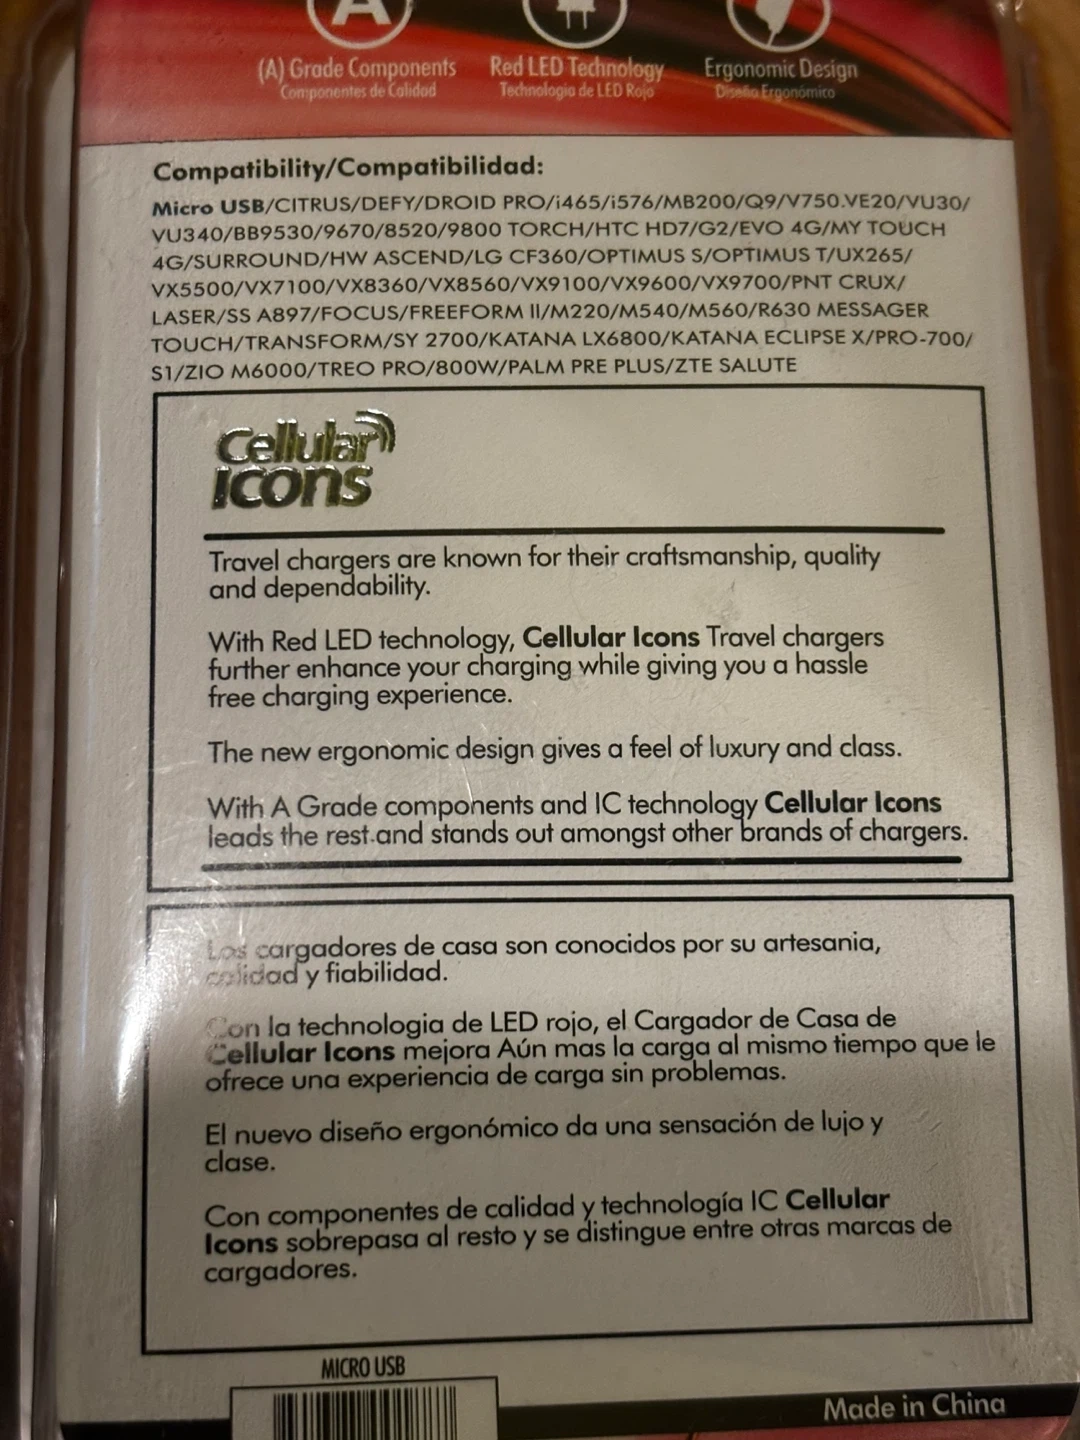 A
(A) Grade Components
Componentes de Calidad
Red LED Technology
Technologia de LED Rojo
Ergonomic Design
Diseño Ergonómico
Compatibility/Compatibilidad:
Micro USB/CITRUS/DEFY/DROID PRO/i465/i576/MB200/Q9/V750.VE20/VU30/
VU340/BB9530/9670/8520/9800 TORCH/HTC HD7/G2/EVO 4G/MY TOUCH
4G/SURROUND/HW ASCEND/LG CF360/OPTIMUS S/OPTIMUS T/UX265/
VX5500/VX7100/VX8360/VX8560/VX9100/VX9600/VX9700/PNT CRUX/
LASER/SS A897/FOCUS/FREEFORM II/M220/M540/M560/R630 MESSAGER
TOUCH/TRANSFORM/SY 2700/KATANA LX6800/KATANA ECLIPSE X/PRO-700/
S1/ZIO M6000/TREO PRO/800W/PALM PRE PLUS/ZTE SALUTE
Cellular
icons
Travel chargers are known for their craftsmanship, quality
and dependability.
With Red LED technology, Cellular Icons Travel chargers
further enhance your charging while giving you a hassle
free charging experience.
The new ergonomic design gives a feel of luxury and class.
With A Grade components and IC technology Cellular Icons
leads the rest and stands out amongst other brands of chargers.
Los cargadores de casa son conocidos por su artesania,
calidad y fiabilidad.
Con la technologia de LED rojo, el Cargador de Casa de
Cellular Icons mejora Aún mas la carga al mismo tiempo que le
ofrece una experiencia de carga sin problemas.
El nuevo diseño ergonómico da una sensación de lujo y
clase.
Con componentes de calidad y technología IC Cellular
Icons sobrepasa al resto y se distingue entre otras marcas de
cargadores.
MICRO USB
Made in China